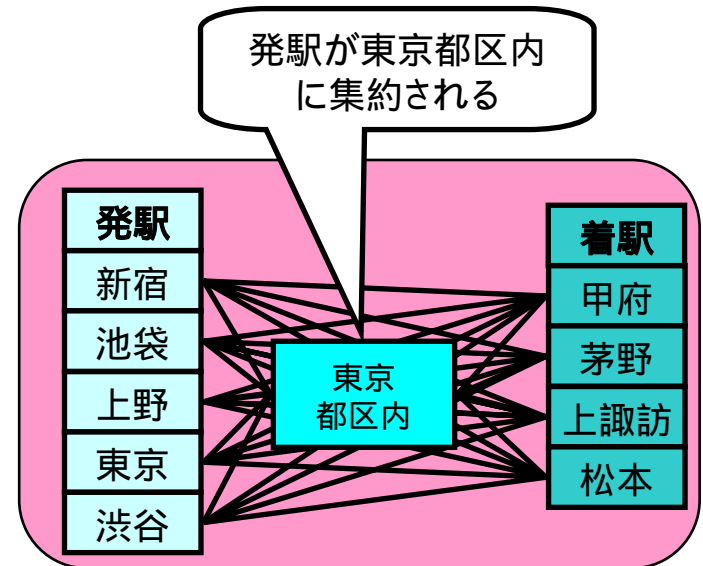 発駅が東京都区内
に集約される
発駅
新宿
池袋
上野
東京
渋谷
東京
都区内
着駅
甲府
茅野
上諏訪
松本